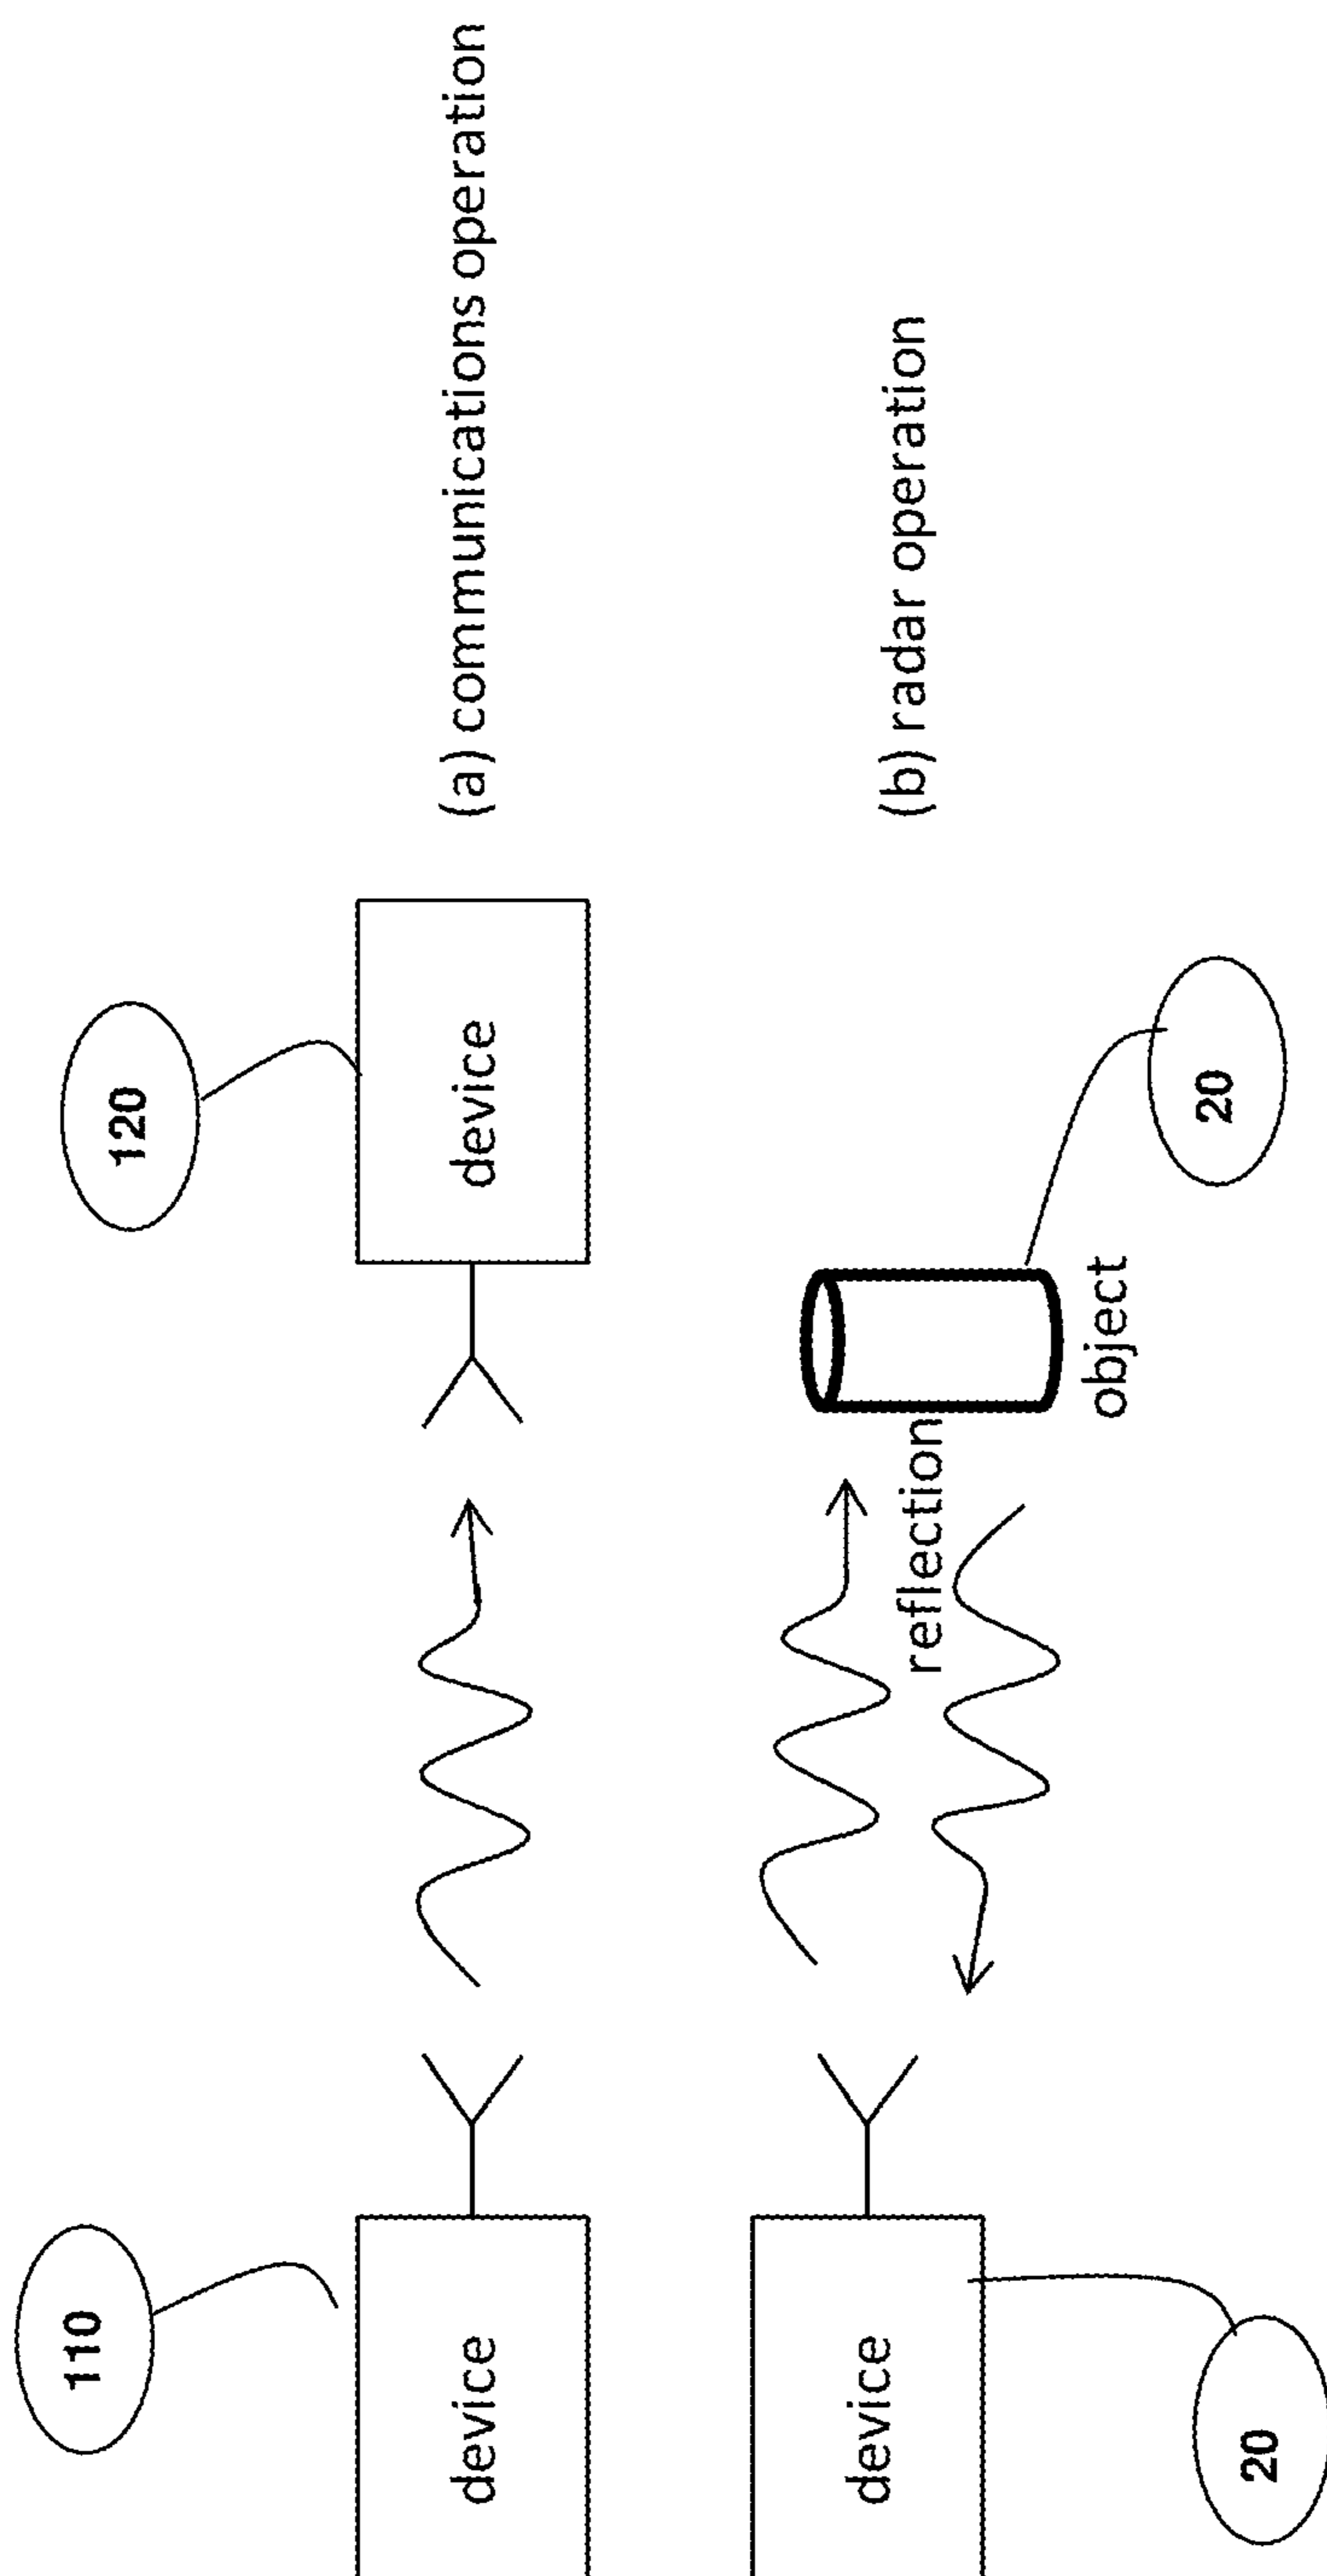 110
120
device
device
(a) communications operation
device
reflection
object
(b) radar operation
20
20